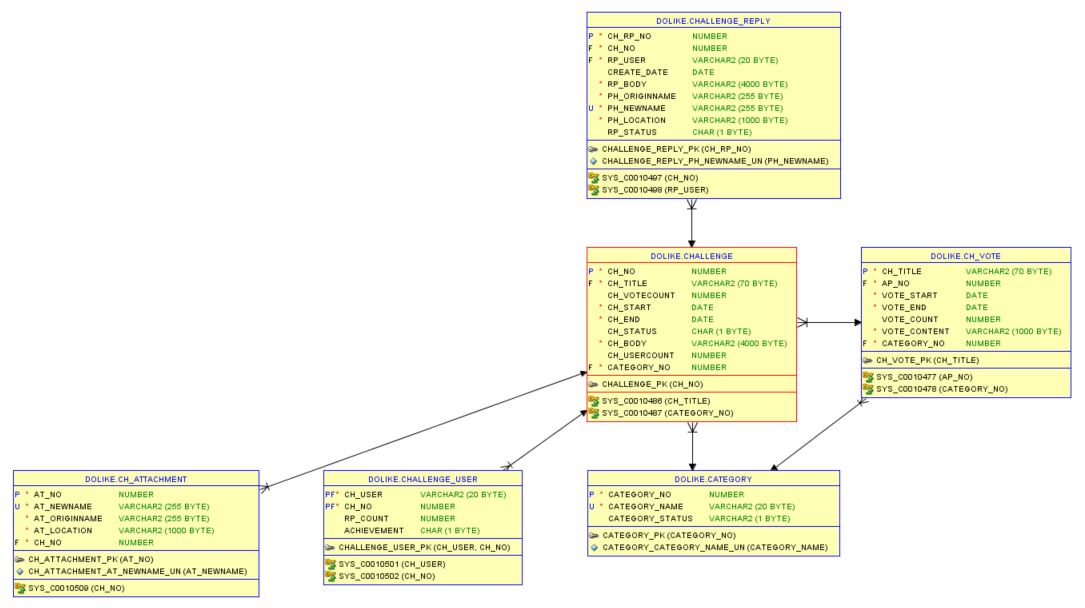 DOLIKE.CHALLENGE_REPLY
P * CH_RP_NO NUMBER
F * CH_NO NUMBER
F * RP_USER VARCHAR2 (20 BYTE)
CREATE_DATE DATE
* RP_BODY VARCHAR2 (4000 BYTE)
* PH_ORIGINNAME VARCHAR2 (255 BYTE)
U * PH_NEWNAME VARCHAR2 (255 BYTE)
* PH_LOCATION VARCHAR2 (1000 BYTE)
RP_STATUS CHAR (1 BYTE)
CHALLENGE_REPLY_PK (CH_RP_NO)
CHALLENGE_REPLY_PH_NEWNAME_UN (PH_NEWNAME)
SYS_C0010497 (CH_NO)
SYS_C0010498 (RP_USER)
DOLIKE.CHALLENGE
P * CH_NO NUMBER
F * CH_TITLE VARCHAR2 (70 BYTE)
CH_VOTECOUNT NUMBER
* CH_START DATE
* CH_END DATE
CH_STATUS CHAR (1 BYTE)
* CH_BODY VARCHAR2 (4000 BYTE)
CH_USERCOUNT NUMBER
F * CATEGORY_NO NUMBER
CHALLENGE_PK (CH_NO)
SYS_C0010486 (CH_TITLE)
SYS_C0010487 (CATEGORY_NO)
DOLIKE.CH_VOTE
P * CH_TITLE VARCHAR2 (70 BYTE)
F * AP_NO NUMBER
* VOTE_START DATE
* VOTE_END DATE
VOTE_COUNT NUMBER
* VOTE_CONTENT VARCHAR2 (1000 BYTE)
F * CATEGORY_NO NUMBER
CH_VOTE_PK (CH_TITLE)
SYS_C0010477 (AP_NO)
SYS_C0010478 (CATEGORY_NO)
DOLIKE.CH_ATTACHMENT
P * AT_NO NUMBER
U * AT_NEWNAME VARCHAR2 (255 BYTE)
* AT_ORIGINNAME VARCHAR2 (255 BYTE)
* AT_LOCATION VARCHAR2 (1000 BYTE)
F * CH_NO NUMBER
CH_ATTACHMENT_PK (AT_NO)
CH_ATTACHMENT_AT_NEWNAME_UN (AT_NEWNAME)
SYS_C0010509 (CH_NO)
DOLIKE.CHALLENGE_USER
PF* CH_USER VARCHAR2 (20 BYTE)
PF* CH_NO NUMBER
RP_COUNT NUMBER
ACHIEVEMENT CHAR (1 BYTE)
CHALLENGE_USER_PK (CH_USER, CH_NO)
SYS_C0010501 (CH_USER)
SYS_C0010502 (CH_NO)
DOLIKE.CATEGORY
P * CATEGORY_NO NUMBER
U * CATEGORY_NAME VARCHAR2 (20 BYTE)
CATEGORY_STATUS VARCHAR2 (1 BYTE)
CATEGORY_PK (CATEGORY_NO)
CATEGORY_CATEGORY_NAME_UN (CATEGORY_NAME)